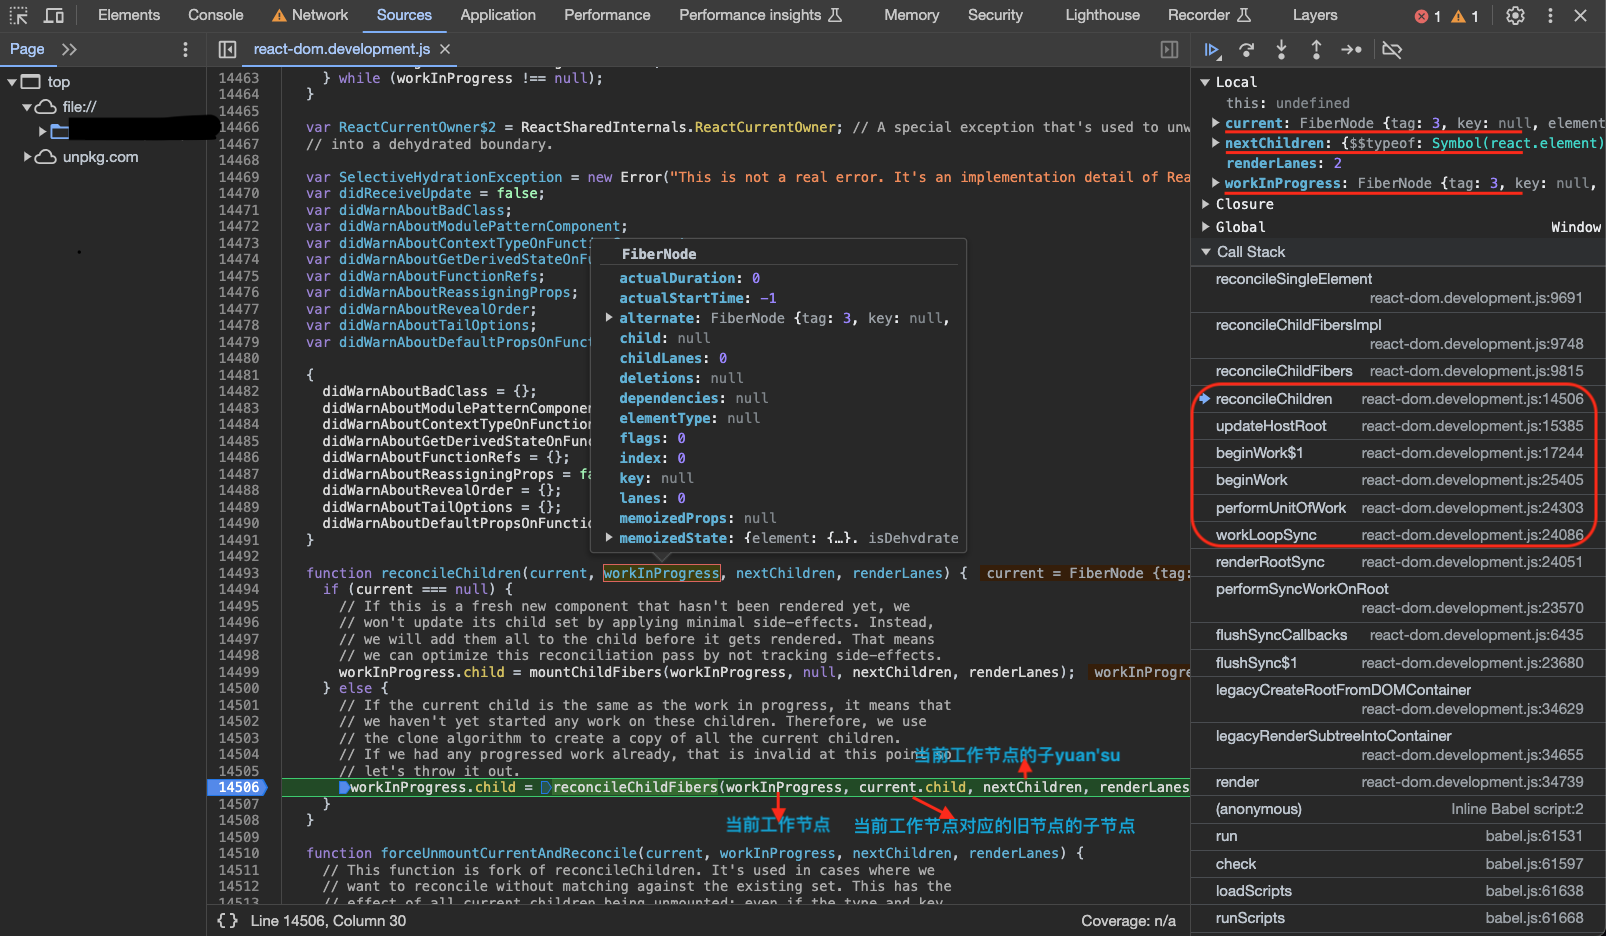 Elements Console Network Sources Application Performance Performance insights Memory Security Lighthouse Recorder Layers 1 1
Page
react-dom.development.js
top
file://
unpkg.com
14463 } while (workInProgress !== null);
14464 }
14465
14466 var ReactCurrentOwner$2 = ReactSharedInternals.ReactCurrentOwner; // A special exception that's used to unw
14467 // into a dehydrated boundary.
14468
14469 var SelectiveHydrationException = new Error("This is not a real error. It's an implementation detail of Rea
14470 var didReceiveUpdate = false;
14471 var didWarnAboutBadClass;
14472 var didWarnAboutModulePatternComponent;
14473 var didWarnAboutContextTypeOnFuncti
14474 var didWarnAboutGetDerivedStateOnFu
14475 var didWarnAboutFunctionRefs;
14476 var didWarnAboutReassigningProps;
14477 var didWarnAboutRevealOrder;
14478 var didWarnAboutTailOptions;
14479 var didWarnAboutDefaultPropsOnFunct
14480
14481 {
14482 didWarnAboutBadClass = {};
14483 didWarnAboutModulePatternComponen
14484 didWarnAboutContextTypeOnFunction
14485 didWarnAboutGetDerivedStateOnFunc
14486 didWarnAboutFunctionRefs = {};
14487 didWarnAboutReassigningProps = fa
14488 didWarnAboutRevealOrder = {};
14489 didWarnAboutTailOptions = {};
14490 didWarnAboutDefaultPropsOnFunctio
14491 }
14492
FiberNode
actualDuration: 0
actualStartTime: -1
alternate: FiberNode {tag: 3, key: null,
child: null
childLanes: 0
deletions: null
dependencies: null
elementType: null
flags: 0
index: 0
key: null
lanes: 0
memoizedProps: null
memoizedState: {element: {…}, isDehydrate
14493 function reconcileChildren(current, workInProgress, nextChildren, renderLanes) { current = FiberNode {tag:
14494 if (current === null) {
14495 // If this is a fresh new component that hasn't been rendered yet, we
14496 // won't update its child set by applying minimal side-effects. Instead,
14497 // we will add them all to the child before it gets rendered. That means
14498 // we can optimize this reconciliation pass by not tracking side-effects.
14499 workInProgress.child = mountChildFibers(workInProgress, null, nextChildren, renderLanes); workInProgre
14500 } else {
14501 // If the current child is the same as the work in progress, it means that
14502 // we haven't yet started any work on these children. Therefore, we use
14503 // the clone algorithm to create a copy of all the current children.
14504 // If we had any progressed work already, that is invalid at this point so
当前工作节点的子yuan'su
14505 // let's throw it out.
14506 workInProgress.child = reconcileChildFibers(workInProgress, current.child, nextChildren, renderLanes
14507 }
当前工作节点 当前工作节点对应的旧节点的子节点
14508 }
14509
14510 function forceUnmountCurrentAndReconcile(current, workInProgress, nextChildren, renderLanes) {
14511 // This function is fork of reconcileChildren. It's used in cases where we
14512 // want to reconcile without matching against the existing set. This has the
14513 // effect of all current children being unmounted; even if the type and key
{ } Line 14506, Column 30 Coverage: n/a
Local
this: undefined
current: FiberNode {tag: 3, key: null, element
nextChildren: {$$typeof: Symbol(react.element)
renderLanes: 2
workInProgress: FiberNode {tag: 3, key: null,
Closure
Global Window
Call Stack
reconcileSingleElement
react-dom.development.js:9691
reconcileChildFibersImpl
react-dom.development.js:9748
reconcileChildFibers react-dom.development.js:9815
reconcileChildren react-dom.development.js:14506
updateHostRoot react-dom.development.js:15385
beginWork$1 react-dom.development.js:17244
beginWork react-dom.development.js:25405
performUnitOfWork react-dom.development.js:24303
workLoopSync react-dom.development.js:24086
renderRootSync react-dom.development.js:24051
performSyncWorkOnRoot
react-dom.development.js:23570
flushSyncCallbacks react-dom.development.js:6435
flushSync$1 react-dom.development.js:23680
legacyCreateRootFromDOMContainer
react-dom.development.js:34629
legacyRenderSubtreeIntoContainer
react-dom.development.js:34655
render react-dom.development.js:34739
(anonymous) Inline Babel script:2
run babel.js:61531
check babel.js:61597
loadScripts babel.js:61638
runScripts babel.js:61668